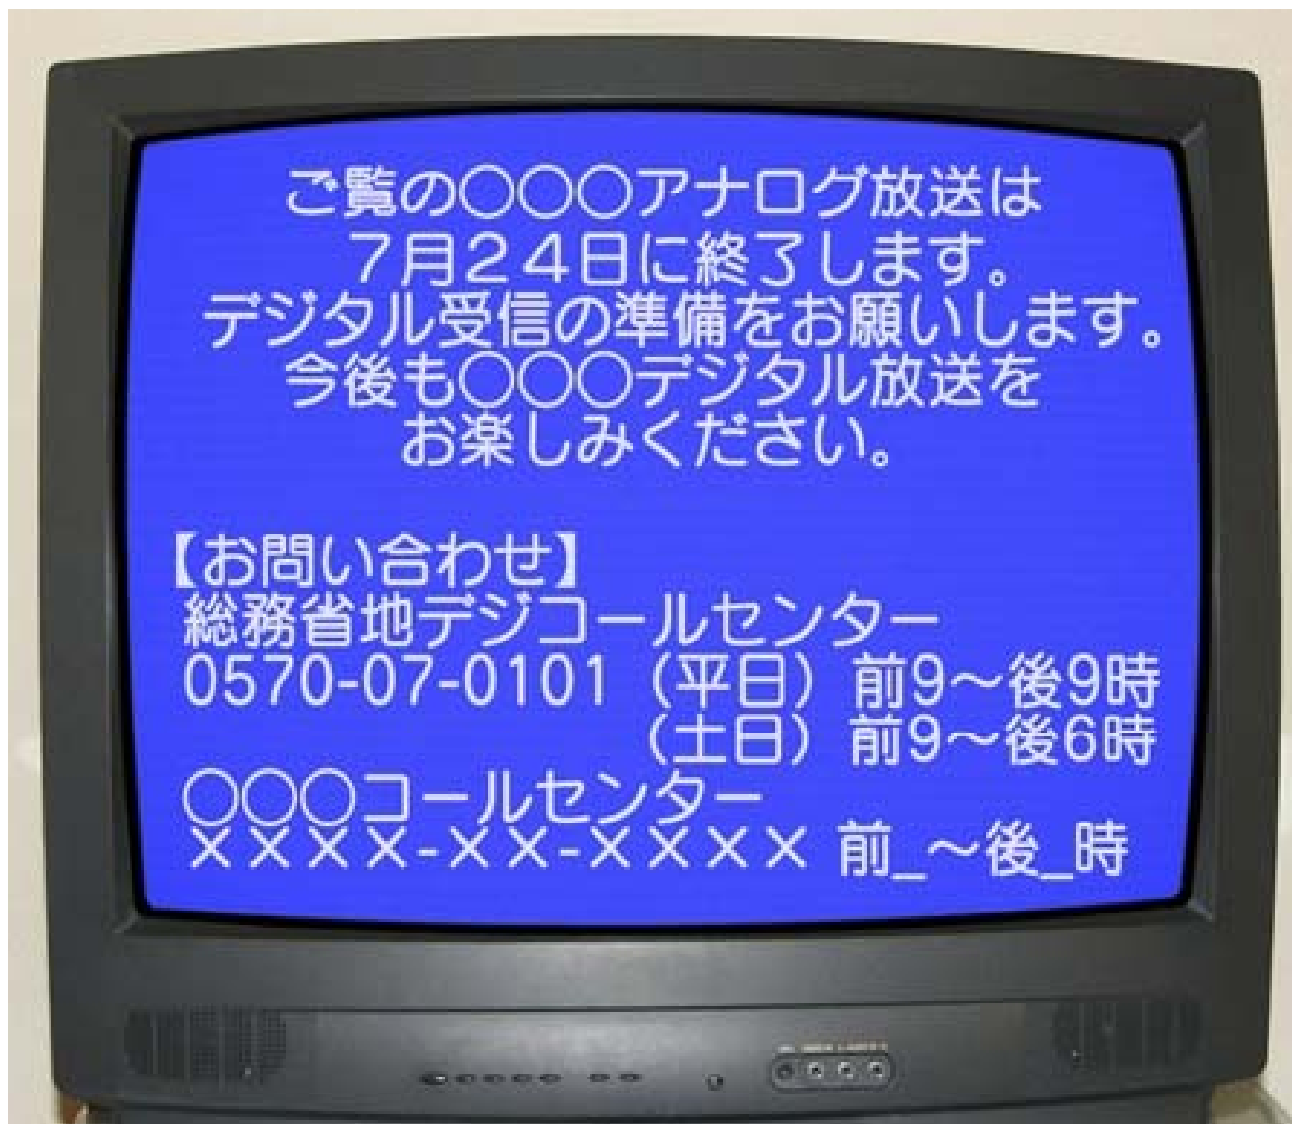 ご覧の○○○アナログ放送は
７月２４日に終了します。
デジタル受信の準備をお願いします。
今後も○○○デジタル放送を
お楽しみください。
【お問い合わせ】
総務省地デジコールセンター
0570-07-0101（平日）前9～後9時
（土日）前9～後6時
○○○コールセンター
××××-××-×××× 前_～後_時